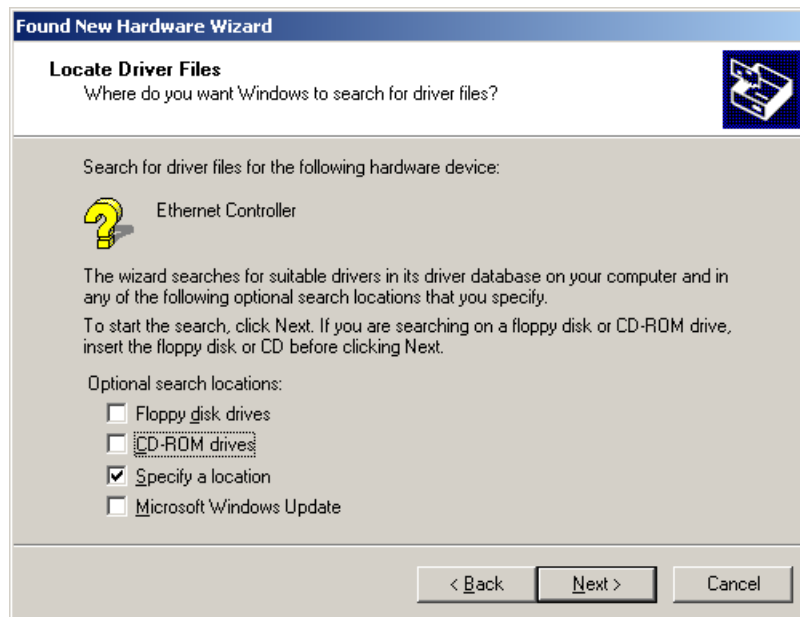 Found New Hardware Wizard
Locate Driver Files
Where do you want Windows to search for driver files?
Search for driver files for the following hardware device:
Ethernet Controller
The wizard searches for suitable drivers in its driver database on your computer and in
any of the following optional search locations that you specify.
To start the search, click Next. If you are searching on a floppy disk or CD-ROM drive,
insert the floppy disk or CD before clicking Next.
Optional search locations:
Floppy disk drives
CD-ROM drives
Specify a location
Microsoft Windows Update
< Back Next > Cancel